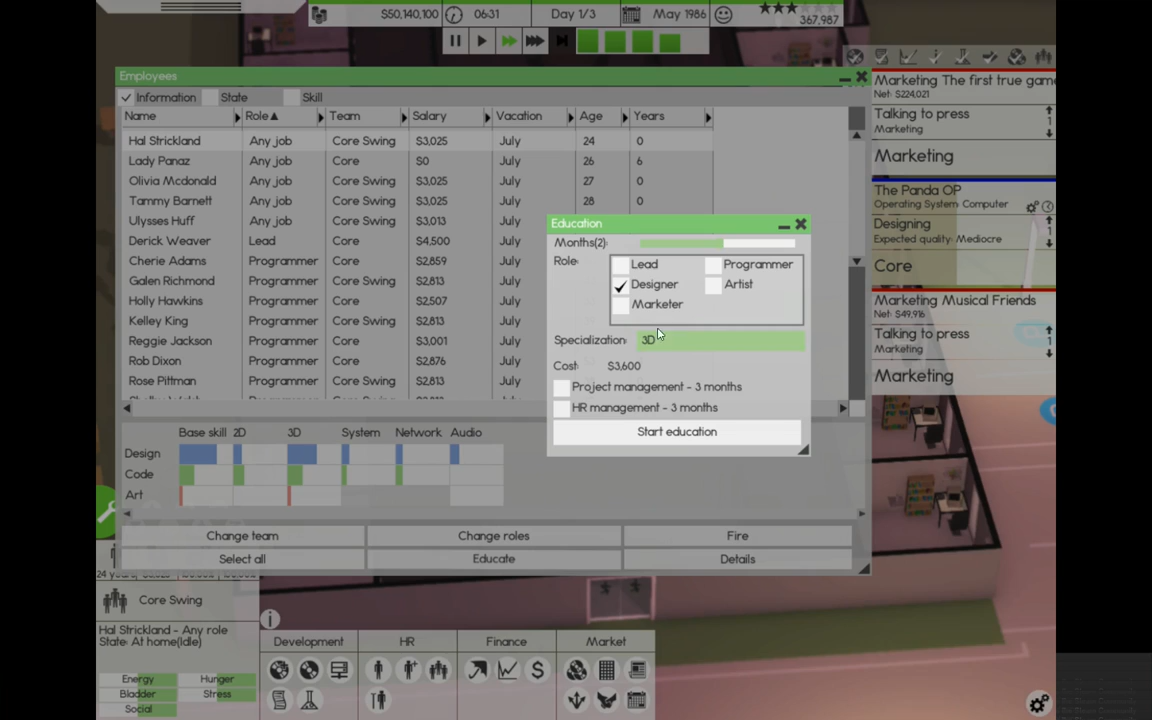 $50,140,100 06:31 Day 1/3 May 1986 367,987
Employees
Information State Skill
Name Role Team Salary Vacation Age Years
Hal Strickland Any job Core Swing $3,025 July 24 0
Lady Panaz Any job Core $0 July 26 6
Olivia Mcdonald Any job Core Swing $3,025 July 27 0
Tammy Barnett Any job Core Swing $3,025 July 28 0
Ulysses Huff Any job Core Swing $3,013 July
Derick Weaver Lead Core $4,500 July
Cherie Adams Programmer Core $2,859 July
Galen Richmond Programmer Core Swing $2,813 July
Holly Hawkins Programmer Core $2,507 July
Kelley King Programmer Core Swing $2,813 July
Reggie Jackson Programmer Core Swing $3,001 July
Rob Dixon Programmer Core Swing $2,876 July
Rose Pittman Programmer Core Swing $2,813 July
Education
Months(2):
Role:
Lead Programmer
Designer Artist
Marketer
Specialization: 3D
Cost: $3,600
Project management - 3 months
HR management - 3 months
Start education
Base skill 2D 3D System Network Audio
Design
Code
Art
Change team Change roles Fire
Select all Educate Details
Marketing The first true game
Net: $224,021
Talking to press
Marketing
1
Marketing
The Panda OP
Operating System: Computer
Designing
Expected quality: Mediocre
1
Core
Marketing Musical Friends
Net: $49,916
Talking to press
Marketing
1
Marketing
Core Swing
Hal Strickland - Any role
State: At home(Idle)
Energy Hunger
Bladder Stress
Social
Development HR Finance Market